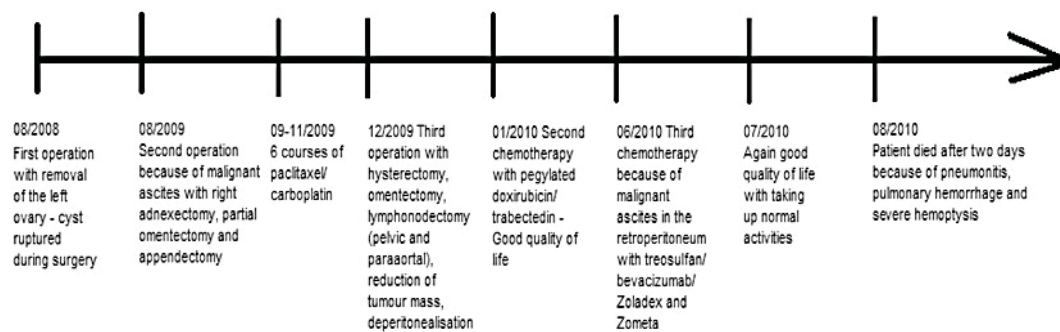 08/2008
First operation
with removal
of the left
ovary - cyst
ruptured
during surgery
08/2009
Second operation
because of malignant
ascites with right
adnexectomy, partial
omentectomy and
appendectomy
09-11/2009
6 courses of
paclitaxel/
carboplatin
12/2009 Third
operation with
hysterectomy,
omentectomy,
lymphonodectomy
(pelvic and
paraaortal),
reduction of
tumour mass,
deperitonealisation
01/2010 Second
chemotherapy
with pegylated
doxirubicin/
trabectedin -
Good quality of
life
06/2010 Third
chemotherapy
because of
malignant
ascites in the
retroperitoneum
with treosulfan/
bevacizumab/
Zoladex and
Zometa
07/2010
Again good
quality of life
with taking
up normal
activities
08/2010
Patient died after two days
because of pneumonitis,
pulmonary hemorrhage and
severe hemoptysis